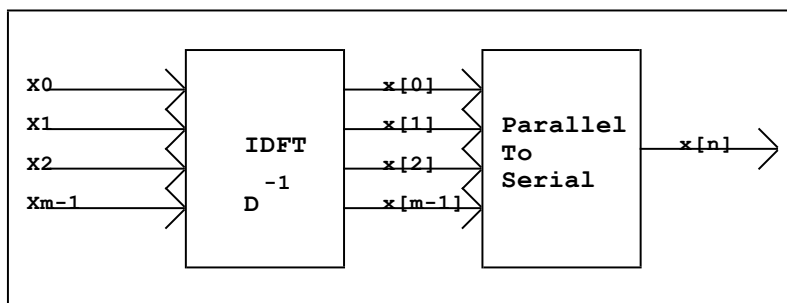 X0
X1
X2
Xm-1
IDFT
-1
D
x[0]
x[1]
x[2]
x[m-1]
Parallel
To
Serial
x[n]